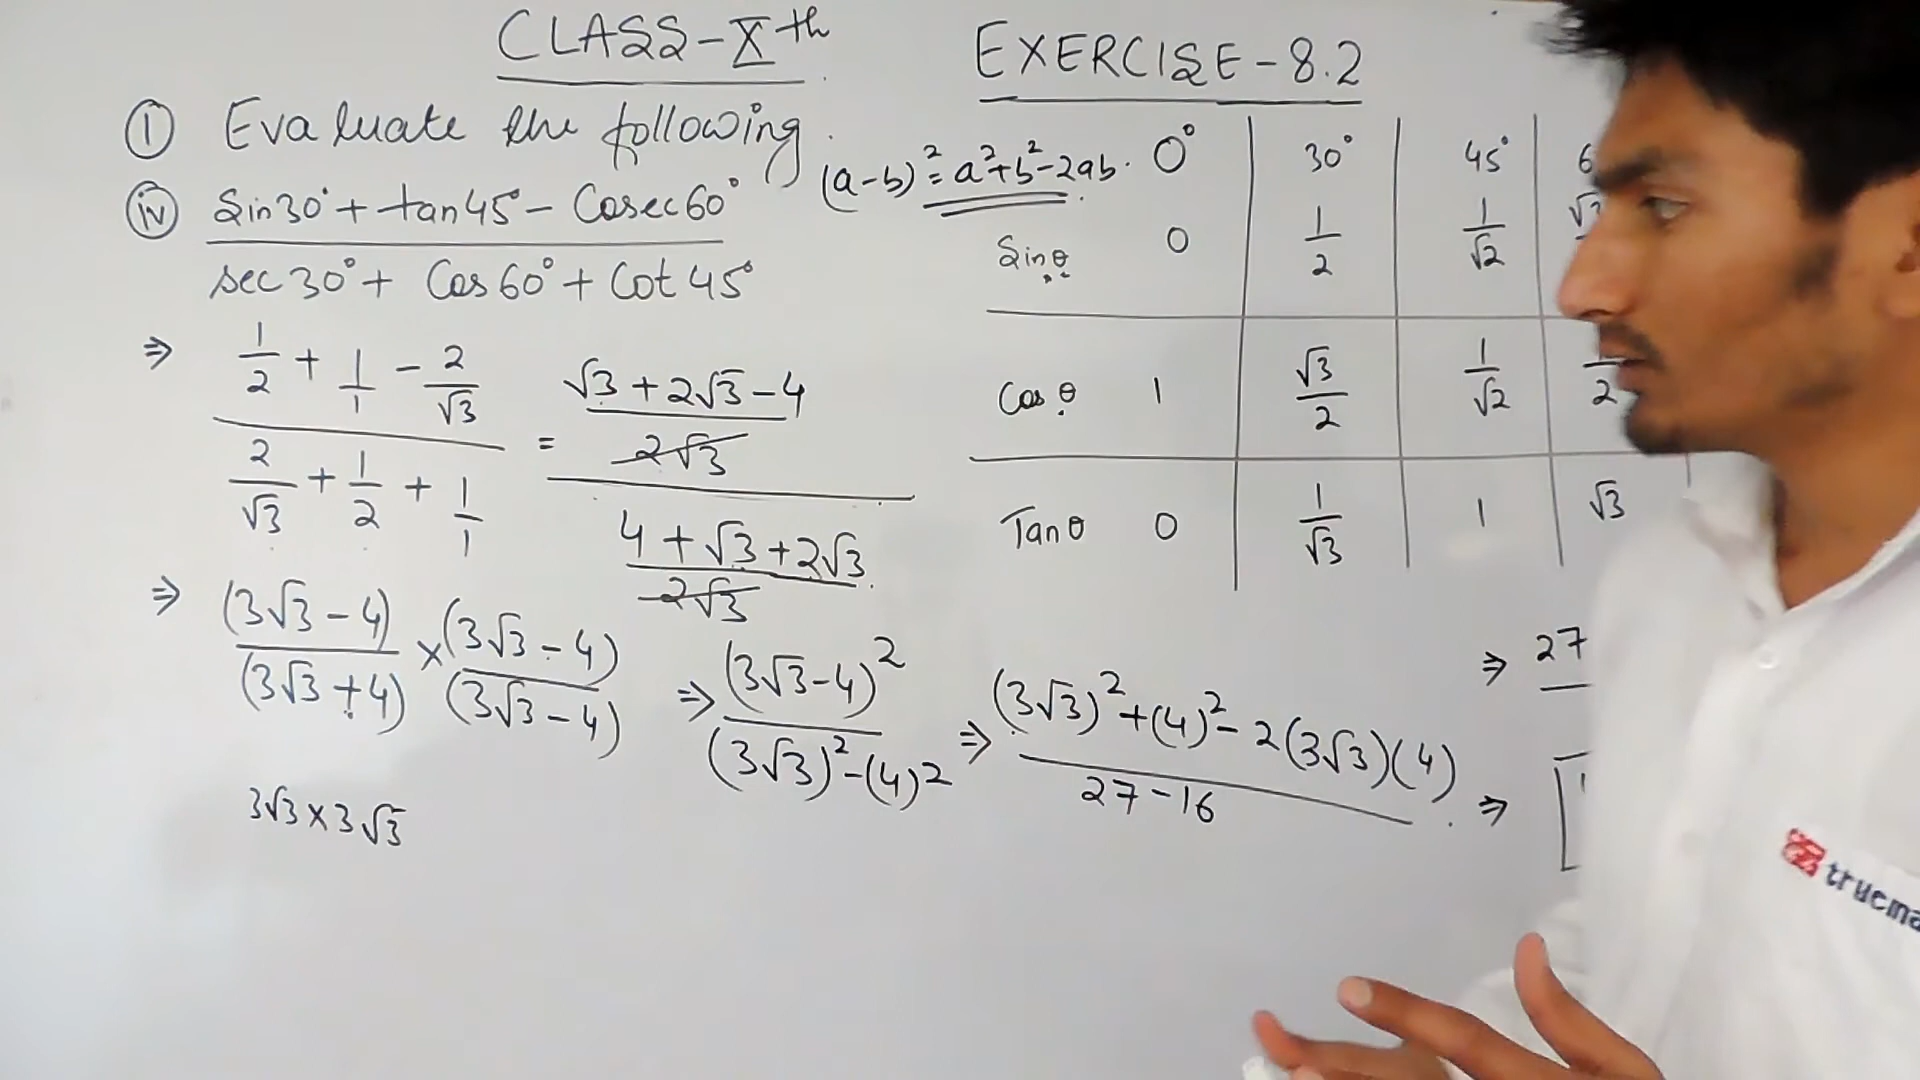 CLASS-Xth
EXERCISE-8.2
① Evaluate the following.
(a-b)²=a²+b²-2ab.
iv (Sin30°+tan45°-Cosec60°)/(sec30°+Cos60°+Cot45°)
0° 30° 45° 6
Sinθ 0 1/2 1/√2
Cosθ 1 √3/2 1/√2 1/2
Tanθ 0 1/√3 1 √3
⇒ (1/2+1/1-2/√3)/(2/√3+1/2+1/1) = ((√3+2√3-4)/2√3)/((4+√3+2√3)/2√3)
⇒ (3√3-4)/(3√3+4)×(3√3-4)/(3√3-4) ⇒ (3√3-4)²/((3√3)²-(4)²) ⇒ ((3√3)²+(4)²-2(3√3)(4))/(27-16)
⇒ 27
⇒
3√3×3√3